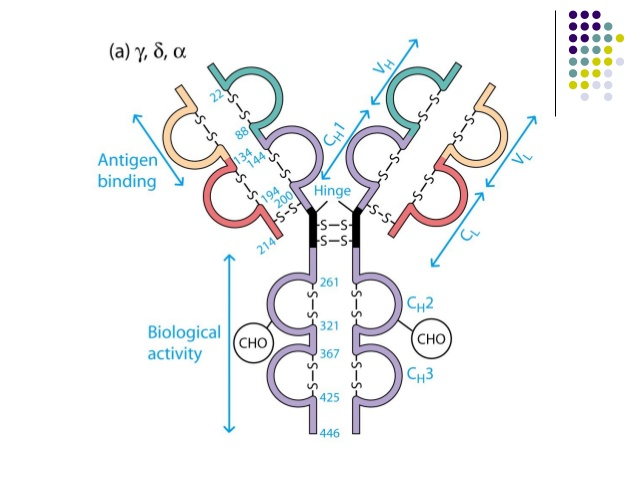 (a) γ, δ, α
V_H
22
S
S
88
C_H1
S
S
Antigen
binding
134
144
S
S
V_L
S
S
194
200
Hinge
S–S
S–S
S–S
S–S
214
C_L
261
S
S
S
S
C_H2
321
Biological
activity
CHO
CHO
367
S
S
S
S
C_H3
425
446